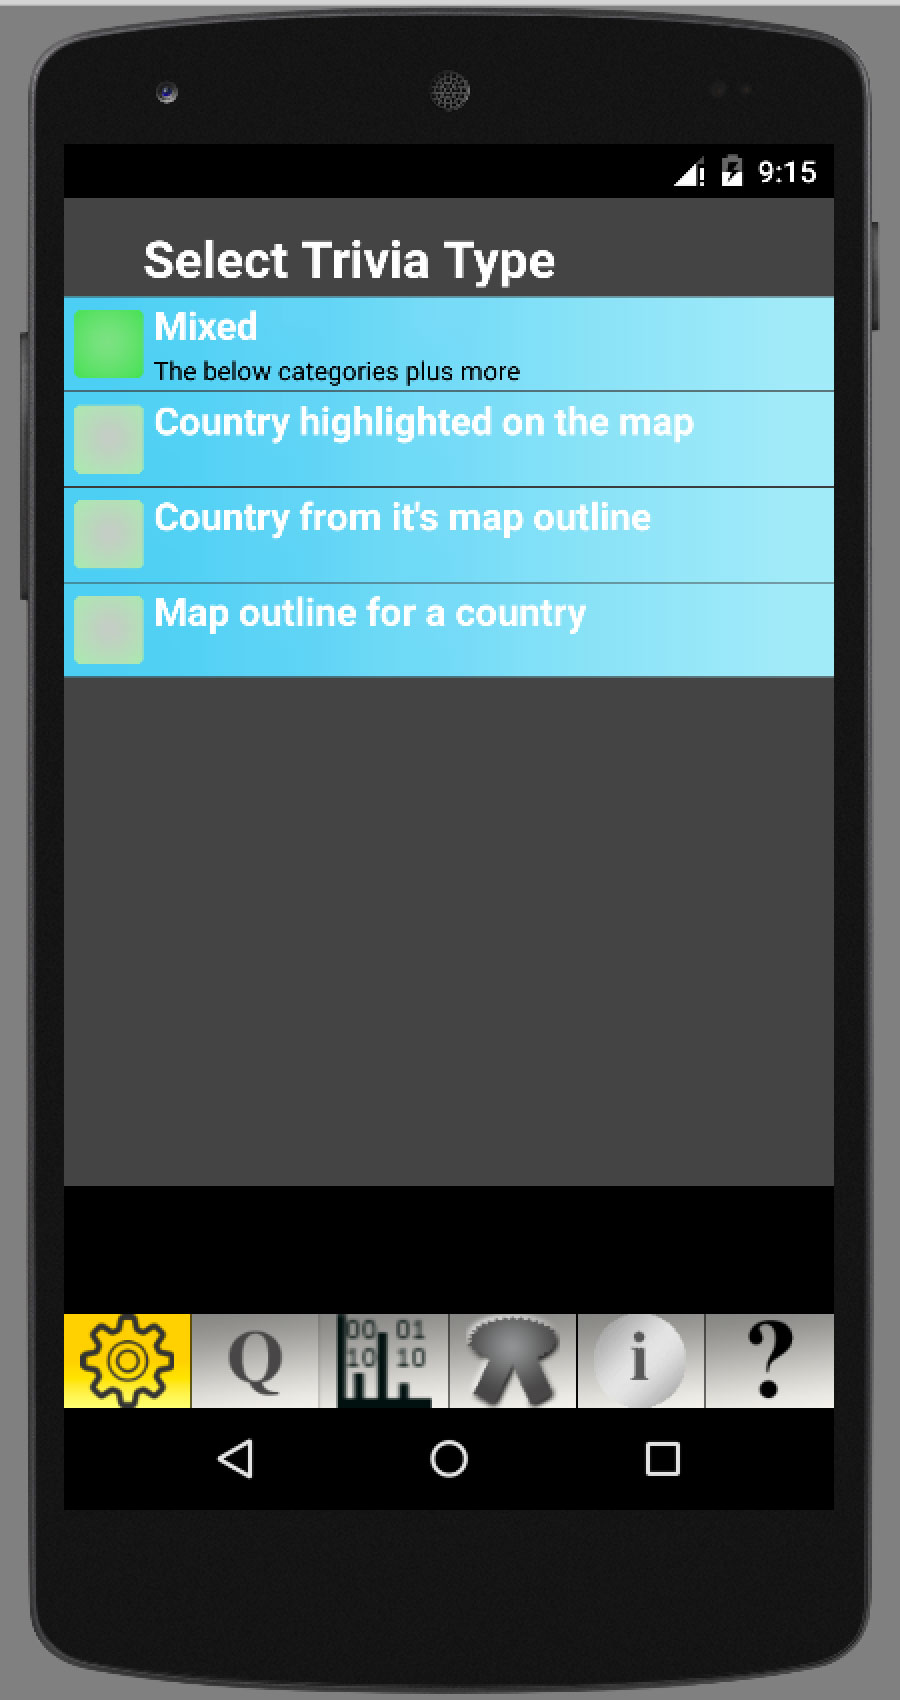 9:15
Select Trivia Type
Mixed
The below categories plus more
Country highlighted on the map
Country from it's map outline
Map outline for a country
Q
00 01
10 10
i
?